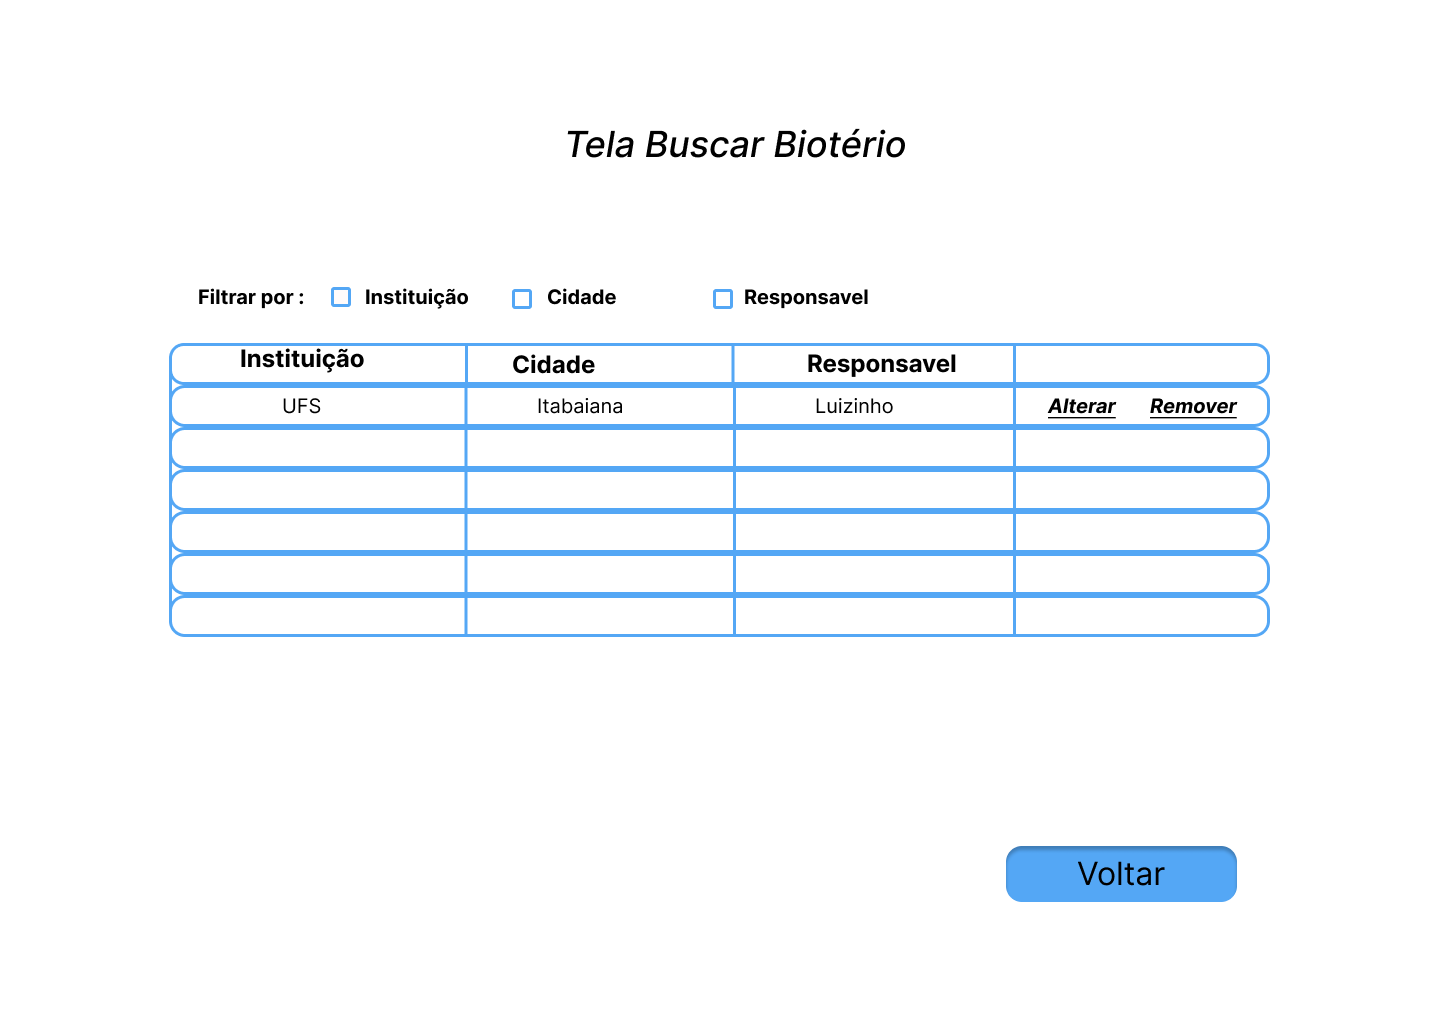 Tela Buscar Biotério
Filtrar por : Instituição Cidade Responsavel
Instituição Cidade Responsavel
UFS Itabaiana Luizinho Alterar Remover
Voltar